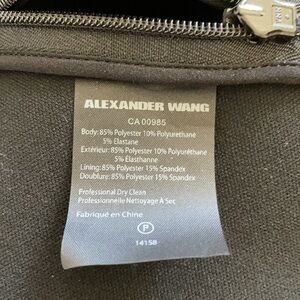 ALEXANDER WANG
CA 00985
Body: 85% Polyester 10% Polyurethane
5% Elastane
Extérieur: 85% Polyester 10% Polyuréthane
5% Elasthanne
Lining: 85% Polyester 15% Spandex
Doublure: 85% Polyester 15% Spandex
Professional Dry Clean
Professionnelle Nettoyage À Sec
Fabriqué en Chine
P
1415B